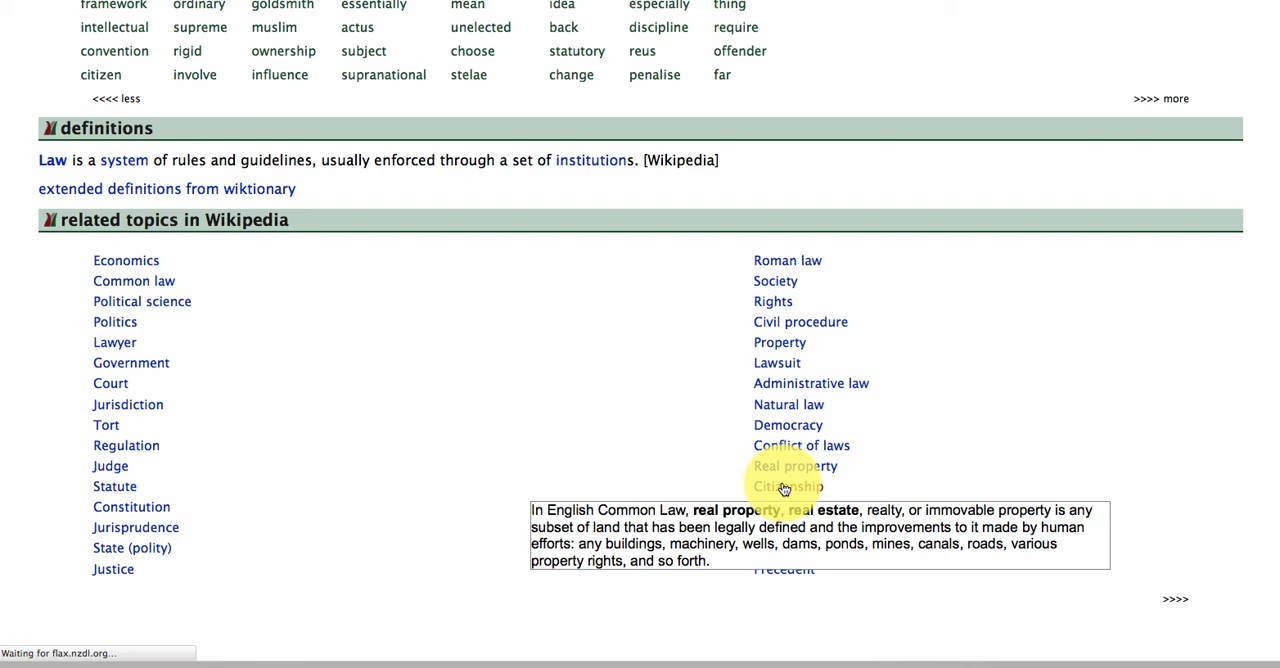 framework ordinary goldsmith essentially mean idea especially thing
intellectual supreme muslim actus unelected back discipline require
convention rigid ownership subject choose statutory reus offender
citizen involve influence supranational stelae change penalise far
<<<< less >>>> more
definitions
Law is a system of rules and guidelines, usually enforced through a set of institutions. [Wikipedia]
extended definitions from wiktionary
related topics in Wikipedia
Economics Roman law
Common law Society
Political science Rights
Politics Civil procedure
Lawyer Property
Government Lawsuit
Court Administrative law
Jurisdiction Natural law
Tort Democracy
Regulation Conflict of laws
Judge Real property
Statute Citizenship
Constitution
Jurisprudence
State (polity)
Justice Precedent
In English Common Law, real property, real estate, realty, or immovable property is any
subset of land that has been legally defined and the improvements to it made by human
efforts: any buildings, machinery, wells, dams, ponds, mines, canals, roads, various
property rights, and so forth.
>>>>
Waiting for flax.nzdl.org...